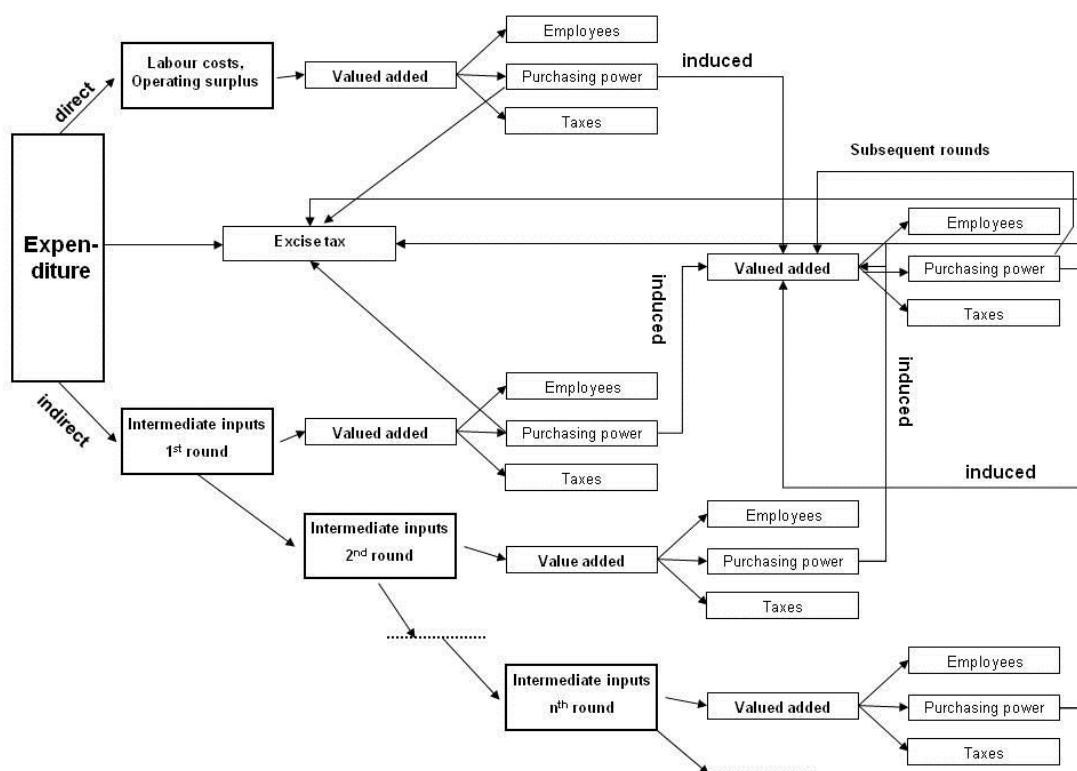 Employees
Labour costs,
Operating surplus
Valued added
Purchasing power
induced
direct
Taxes
Subsequent rounds
Employees
Expen-
diture
Excise tax
Valued added
Purchasing power
induced
Taxes
induced
indirect
Employees
Intermediate inputs
1st round
Valued added
Purchasing power
Taxes
induced
Intermediate inputs
2nd round
Employees
Value added
Purchasing power
Taxes
Intermediate inputs
nth round
Employees
Valued added
Purchasing power
Taxes